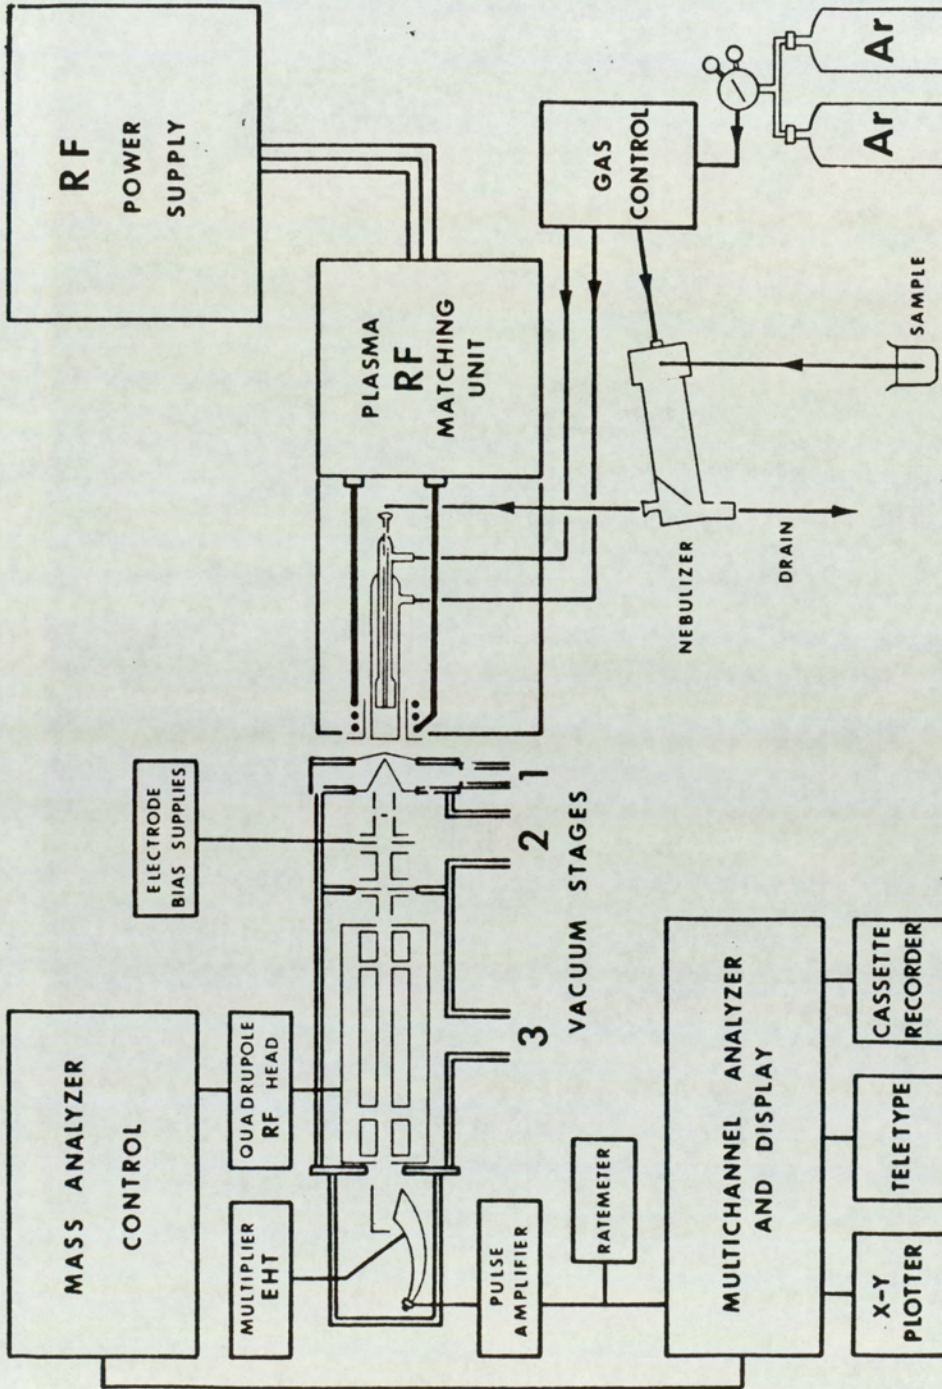 MASS ANALYZER
CONTROL
MULTIPLIER
EHT
QUADRUPOLE
RF HEAD
ELECTRODE
BIAS SUPPLIES
RF
POWER
SUPPLY
PLASMA
RF
MATCHING
UNIT
3
2
1
VACUUM STAGES
PULSE
AMPLIFIER
RATEMETER
NEBULIZER
DRAIN
GAS
CONTROL
SAMPLE
Ar
Ar
MULTICHANNEL ANALYZER
AND DISPLAY
X-Y
PLOTTER
TELETYPE
CASSETTE
RECORDER